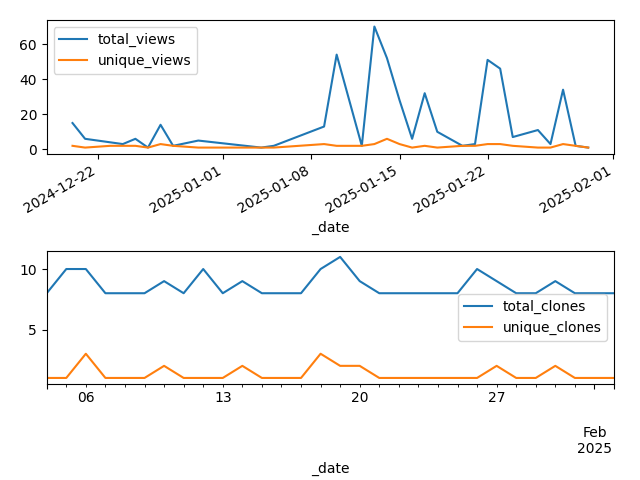 60
40
20
0
total_views
unique_views
2024-12-22
2025-01-01
2025-01-08
2025-01-15
2025-01-22
2025-02-01
_date
10
5
total_clones
unique_clones
06
13
20
27
Feb
2025
_date